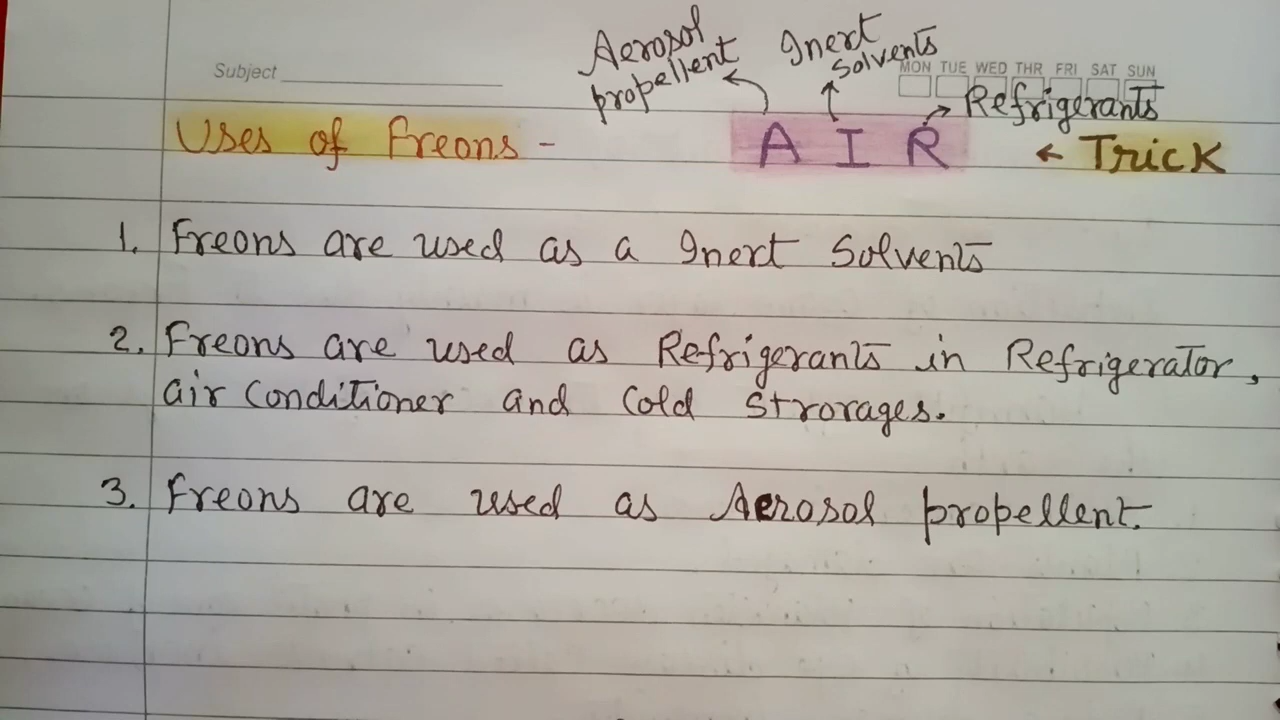 Aerosol
propellent
Inert
Solvents
Subject
MON TUE WED THR FRI SAT SUN
Refrigerants
Uses of Freons -
A I R
← Trick
1. Freons are used as a Inert Solvents
2. Freons are used as Refrigerants in Refrigerator,
air Conditioner and Cold Strorages.
3. Freons are used as Aerosol propellent.